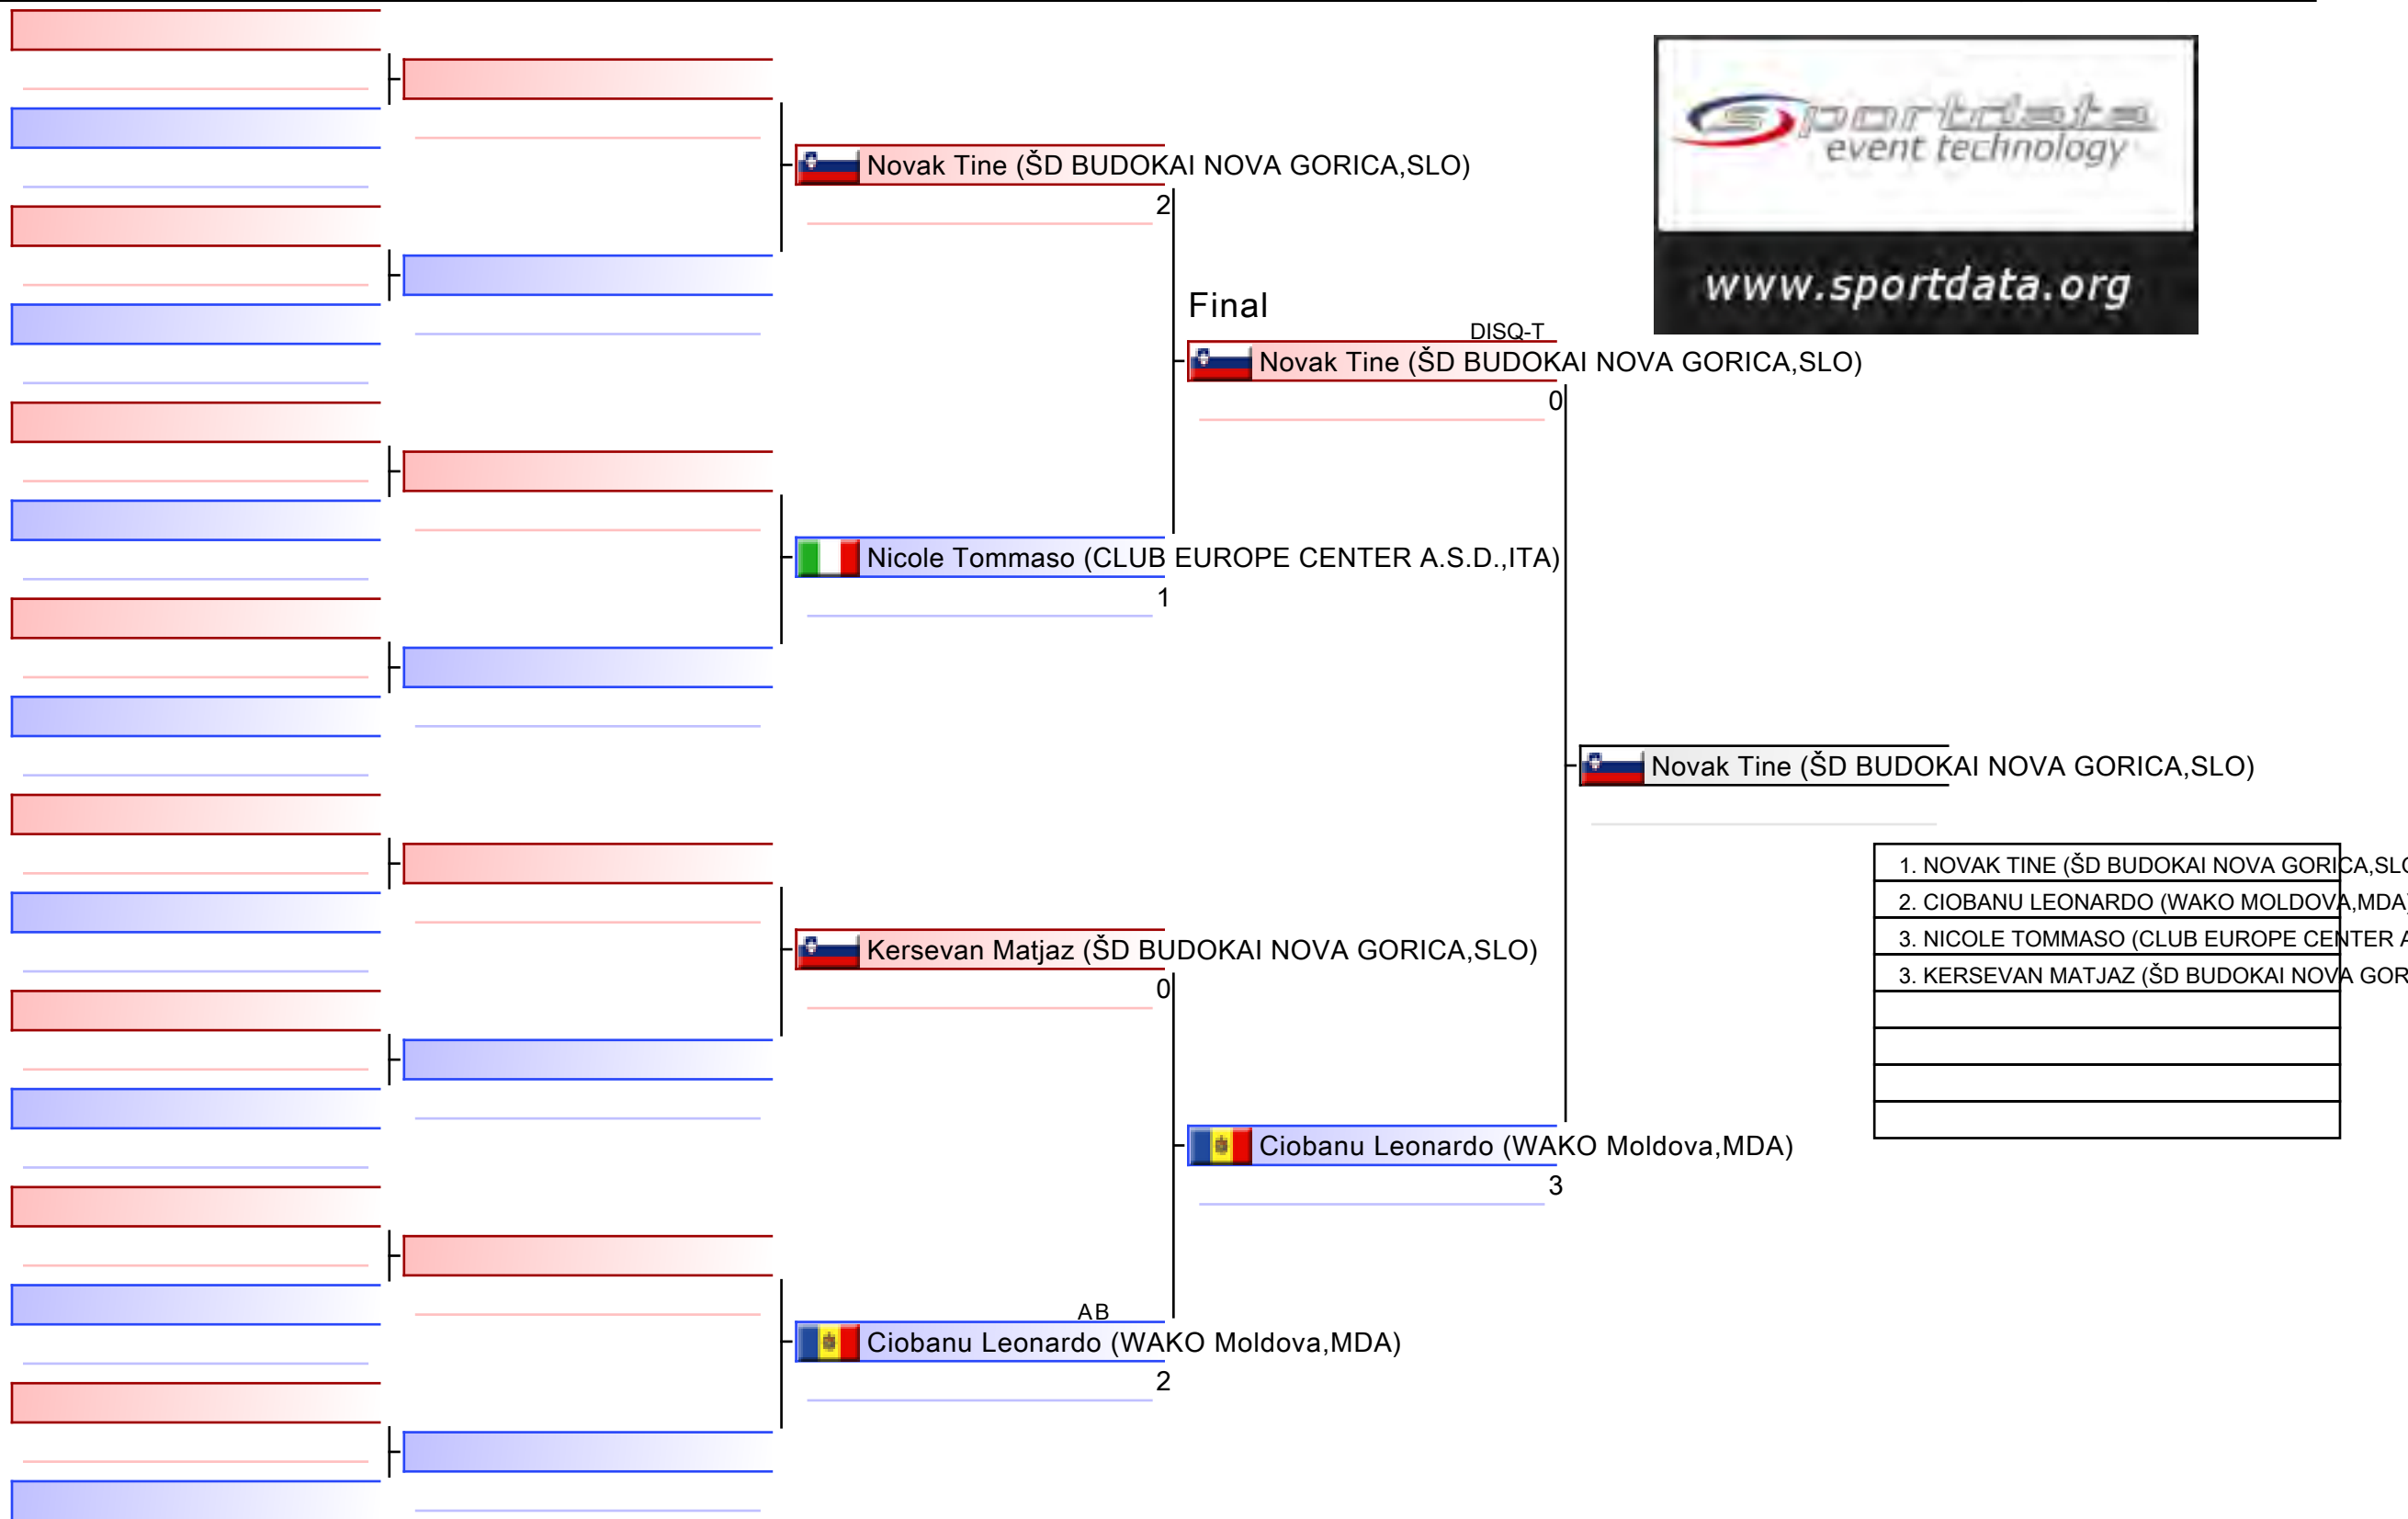 sportdata
event technology
www.sportdata.org
Novak Tine (ŠD BUDOKAI NOVA GORICA,SLO)
2
Final
DISQ-T
Novak Tine (ŠD BUDOKAI NOVA GORICA,SLO)
0
Nicole Tommaso (CLUB EUROPE CENTER A.S.D.,ITA)
1
Novak Tine (ŠD BUDOKAI NOVA GORICA,SLO)
1. NOVAK TINE (ŠD BUDOKAI NOVA GORICA,SLO
2. CIOBANU LEONARDO (WAKO MOLDOVA,MDA)
3. NICOLE TOMMASO (CLUB EUROPE CENTER A
3. KERSEVAN MATJAZ (ŠD BUDOKAI NOVA GOR
Kersevan Matjaz (ŠD BUDOKAI NOVA GORICA,SLO)
0
Ciobanu Leonardo (WAKO Moldova,MDA)
3
AB
Ciobanu Leonardo (WAKO Moldova,MDA)
2